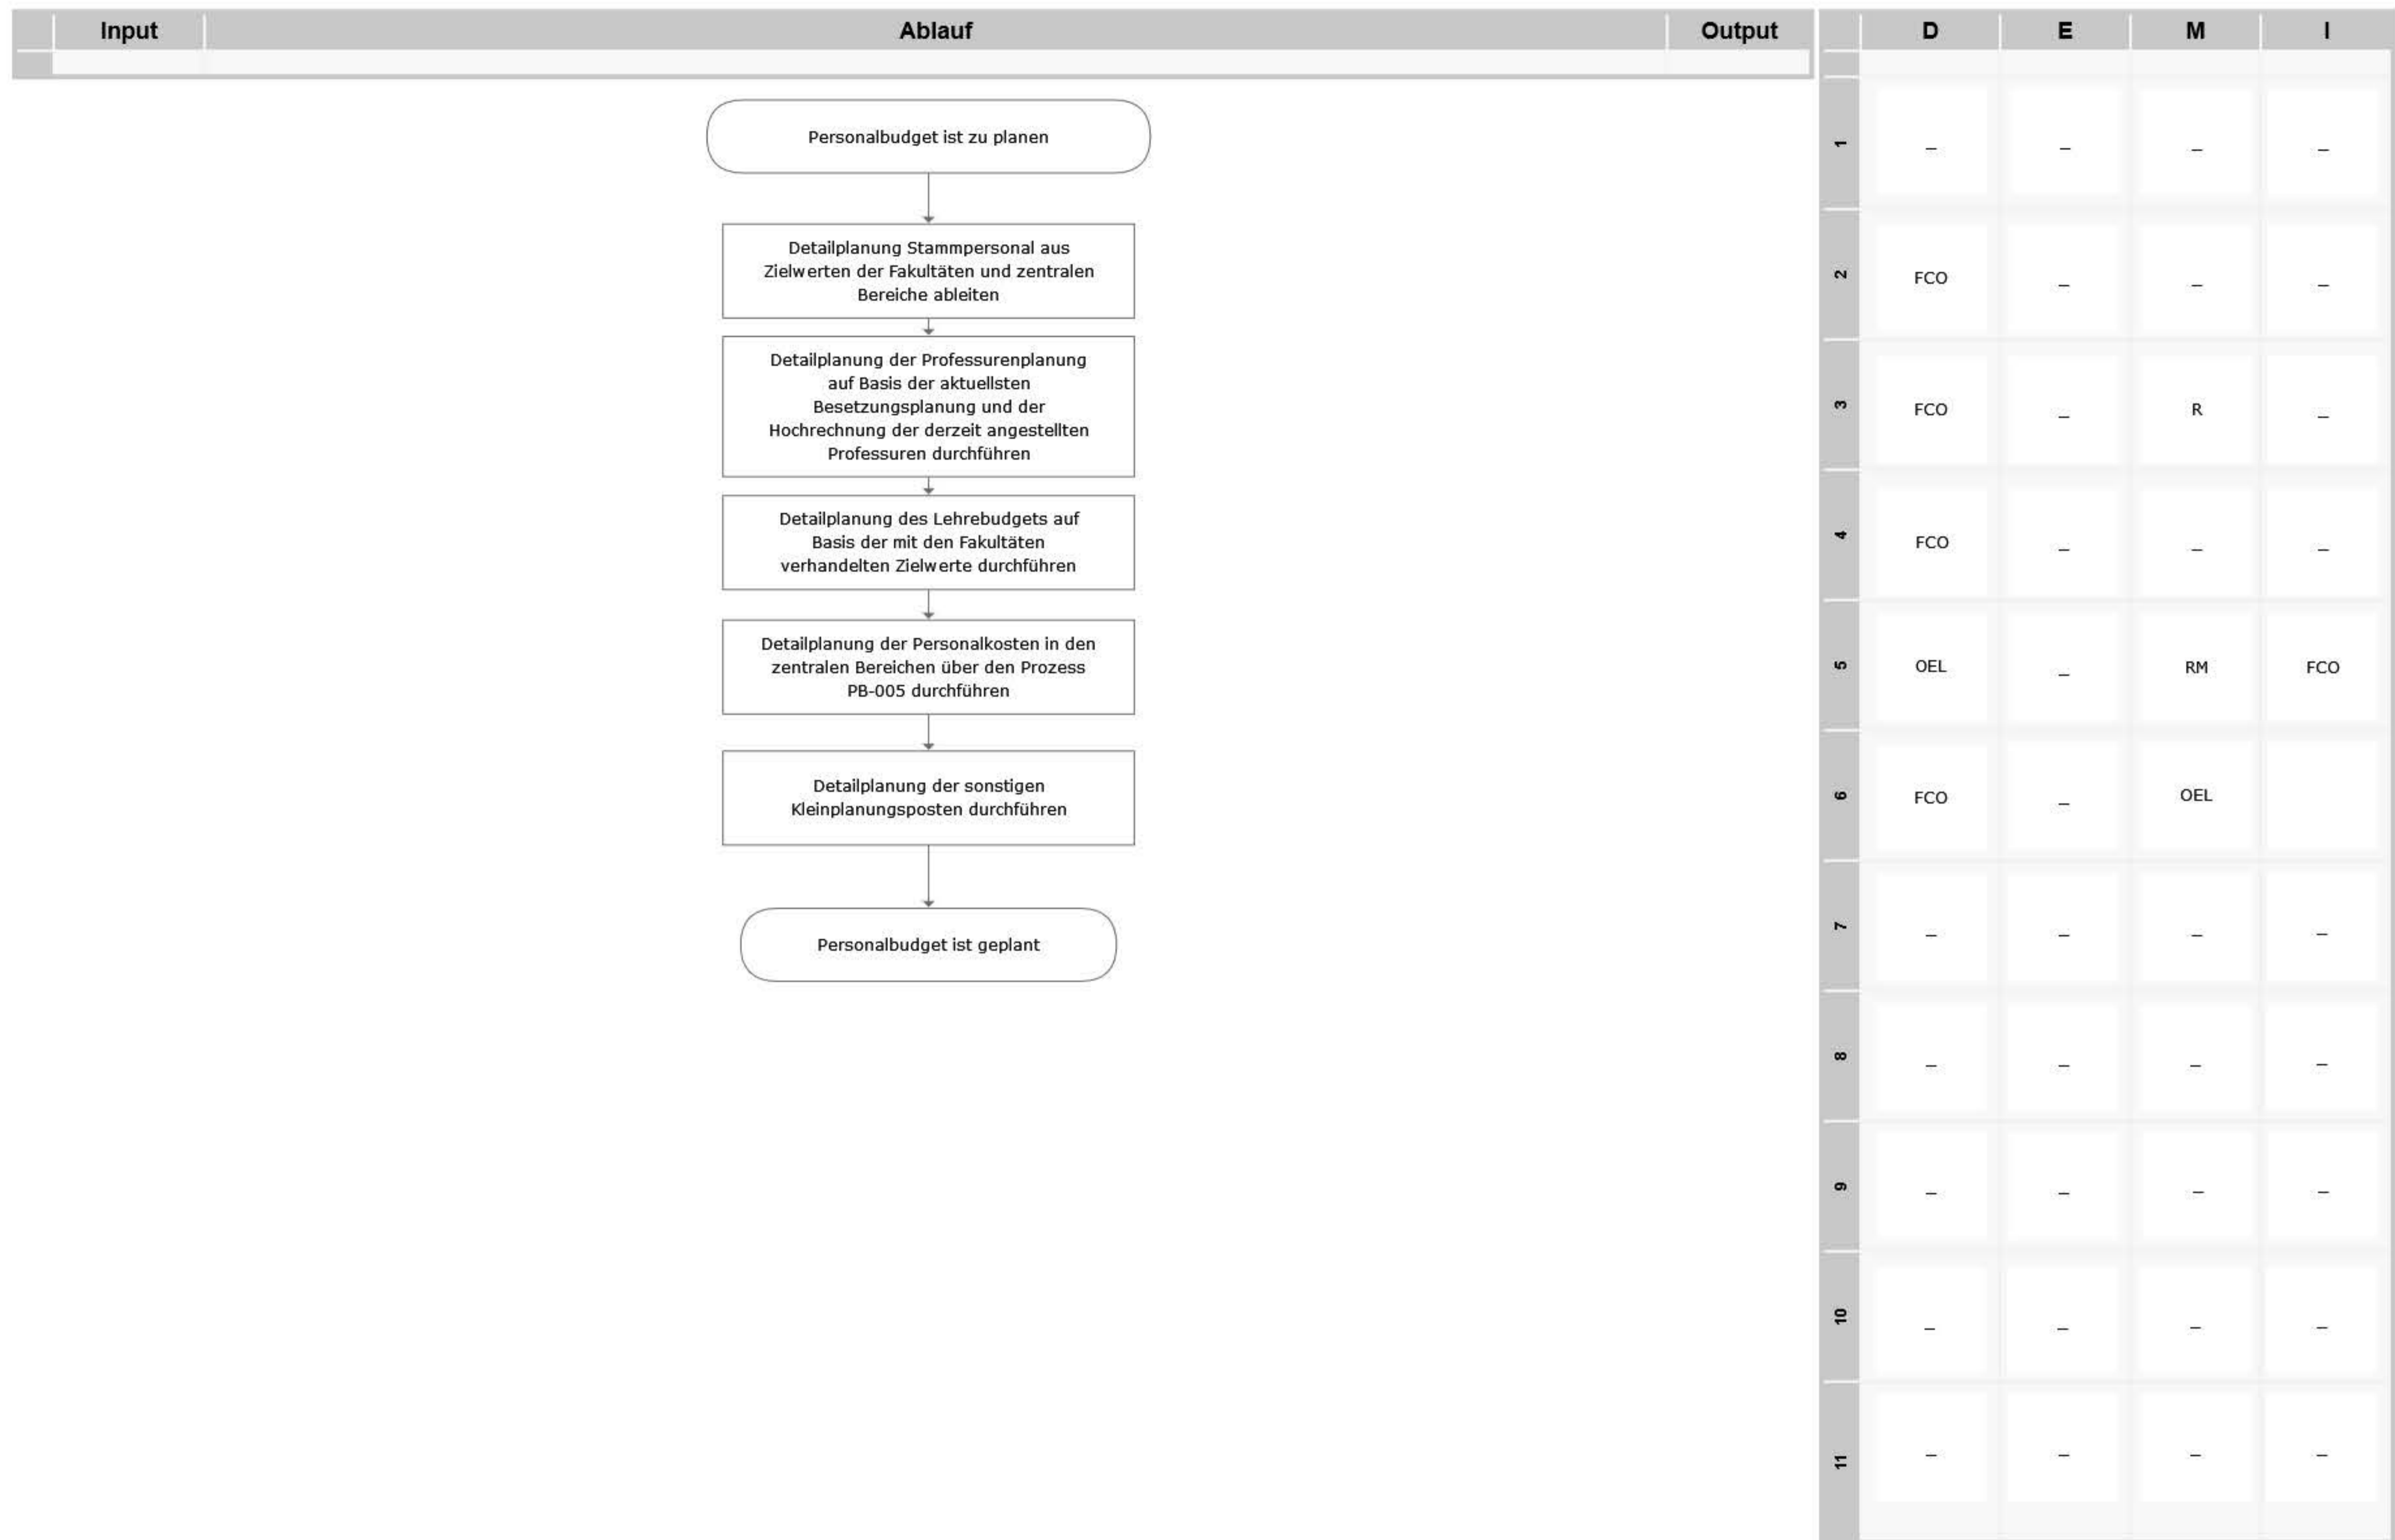 Input Ablauf Output
D E M I
Personalbudget ist zu planen
Detailplanung Stammpersonal aus
Zielwerten der Fakultäten und zentralen
Bereiche ableiten
Detailplanung der Professurenplanung
auf Basis der aktuellsten
Besetzungsplanung und der
Hochrechnung der derzeit angestellten
Professuren durchführen
Detailplanung des Lehrebudgets auf
Basis der mit den Fakultäten
verhandelten Zielwerte durchführen
Detailplanung der Personalkosten in den
zentralen Bereichen über den Prozess
PB-005 durchführen
Detailplanung der sonstigen
Kleinplanungsposten durchführen
Personalbudget ist geplant
1 _ _ _ _
2 FCO _ _ _
3 FCO _ R _
4 FCO _ _ _
5 OEL _ RM FCO
6 FCO _ OEL
7 _ _ _ _
8 _ _ _ _
9 _ _ _ _
10 _ _ _ _
11 _ _ _ _